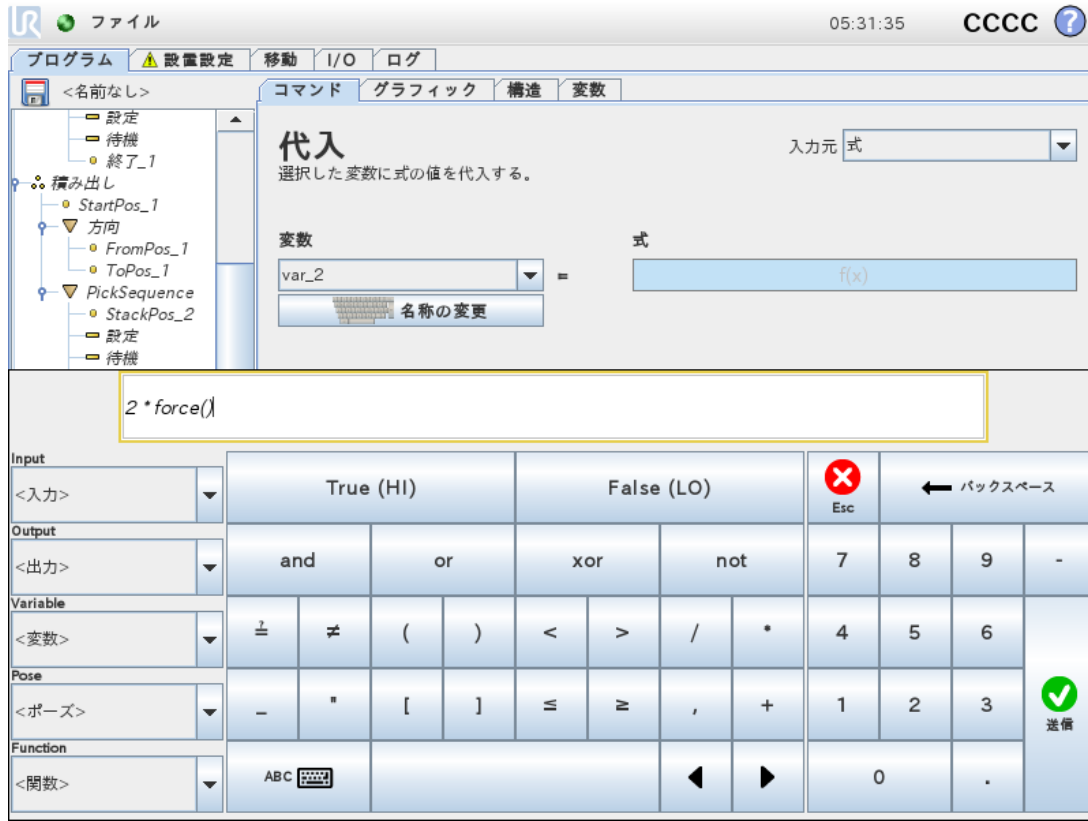 UR ファイル 05:31:35 CCCC ?
プログラム 設置設定 移動 I/O ログ
<名前なし> コマンド グラフィック 構造 変数
設定
待機
終了_1
積み出し
StartPos_1
方向
FromPos_1
ToPos_1
PickSequence
StackPos_2
設定
待機
代入 入力元 式
選択した変数に式の値を代入する。
変数 式
var_2 = f(x)
名称の変更
2 * force()
Input
<入力> True (HI) False (LO) Esc バックスペース
Output
<出力> and or xor not 7 8 9 -
Variable
<変数> ≟ ≠ ( ) < > / * 4 5 6
Pose
<ポーズ> _ " [ ] ≤ ≥ , + 1 2 3 送信
Function
<関数> ABC 0 .